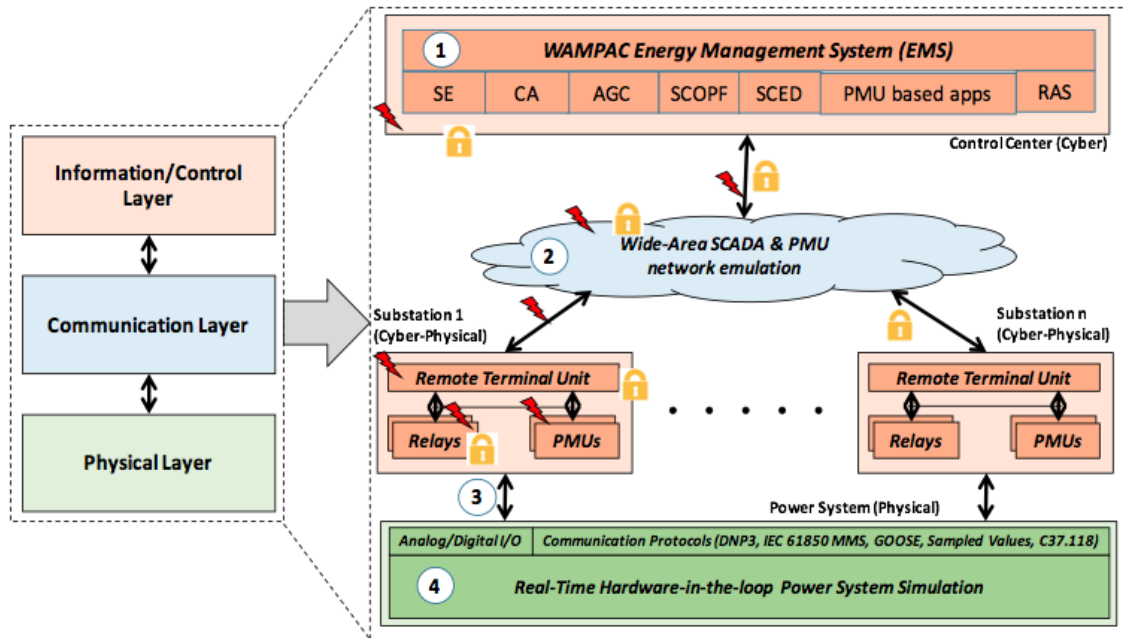 Information/Control
Layer
Communication Layer
Physical Layer
1
WAMPAC Energy Management System (EMS)
SE
CA
AGC
SCOPF
SCED
PMU based apps
RAS
Control Center (Cyber)
2
Wide-Area SCADA & PMU
network emulation
Substation 1
(Cyber-Physical)
Substation n
(Cyber-Physical)
Remote Terminal Unit
Relays
PMUs
Remote Terminal Unit
Relays
PMUs
3
Power System (Physical)
Analog/Digital I/O
Communication Protocols (DNP3, IEC 61850 MMS, GOOSE, Sampled Values, C37.118)
4
Real-Time Hardware-in-the-loop Power System Simulation